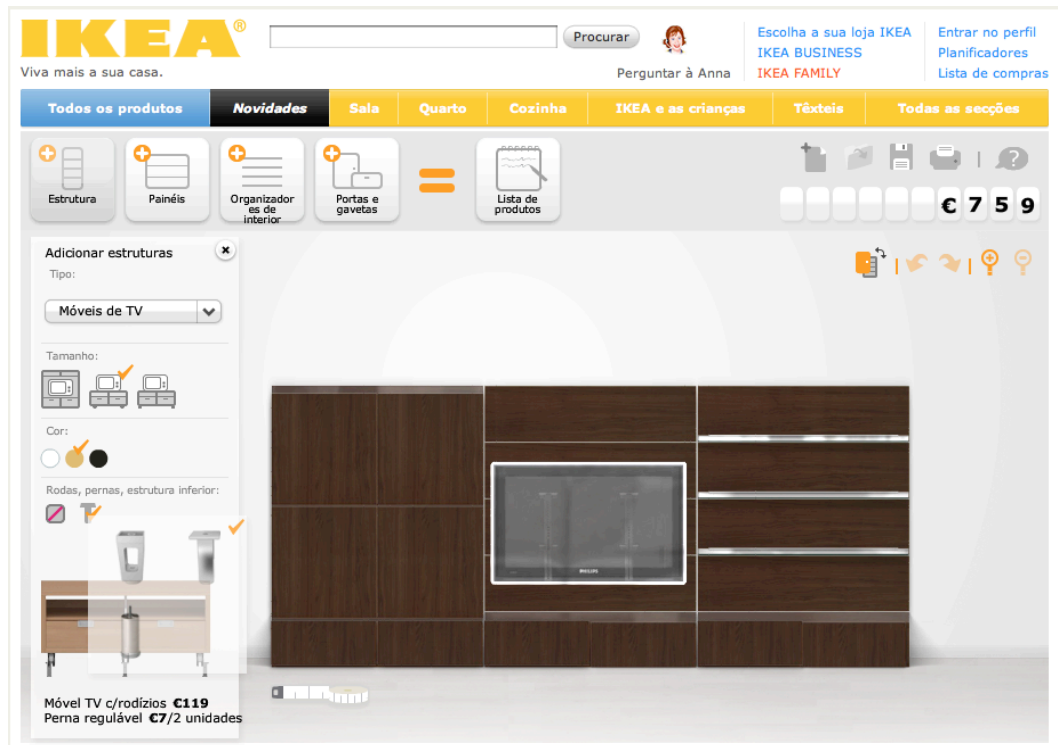 IKEA®
Procurar
Viva mais a sua casa.
Perguntar à Anna
Escolha a sua loja IKEA
IKEA BUSINESS
IKEA FAMILY
Entrar no perfil
Planificadores
Lista de compras
Todos os produtos
Novidades
Sala
Quarto
Cozinha
IKEA e as crianças
Têxteis
Todas as secções
Estrutura
Painéis
Organizador
es de
interior
Portas e
gavetas
Lista de
produtos
€ 7 5 9
Adicionar estruturas
Tipo:
Móveis de TV
Tamanho:
Cor:
Rodas, pernas, estrutura inferior:
PHILIPS
Móvel TV c/rodízios €119
Perna regulável €7/2 unidades